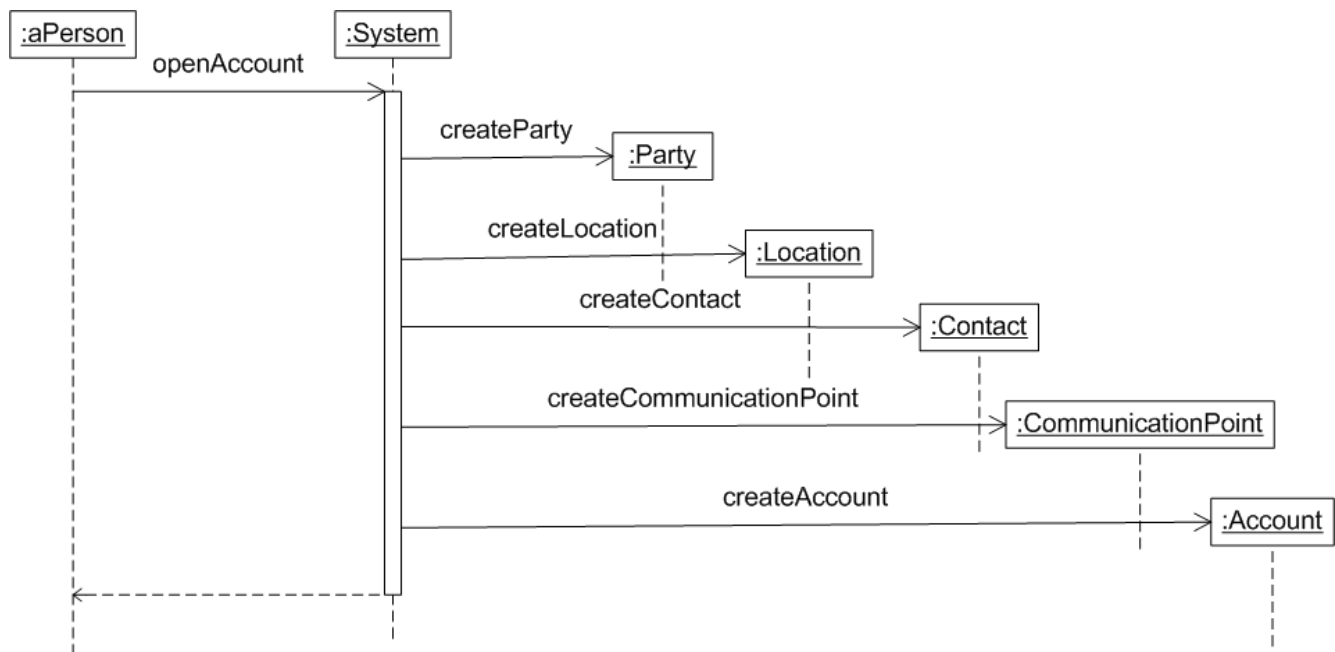 :aPerson
:System
openAccount
createParty
:Party
createLocation
:Location
createContact
:Contact
createCommunicationPoint
:CommunicationPoint
createAccount
:Account